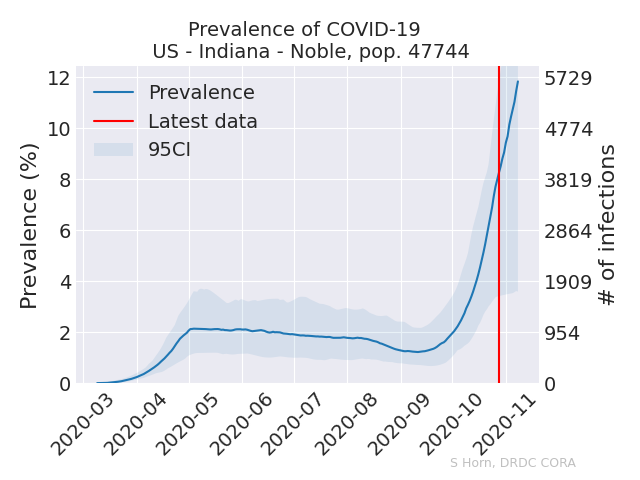 Prevalence of COVID-19
US - Indiana - Noble, pop. 47744
Prevalence (%)
12
10
8
6
4
2
0
Prevalence
Latest data
95CI
5729
4774
3819
2864
1909
954
0
# of infections
2020-03
2020-04
2020-05
2020-06
2020-07
2020-08
2020-09
2020-10
2020-11
S Horn, DRDC CORA